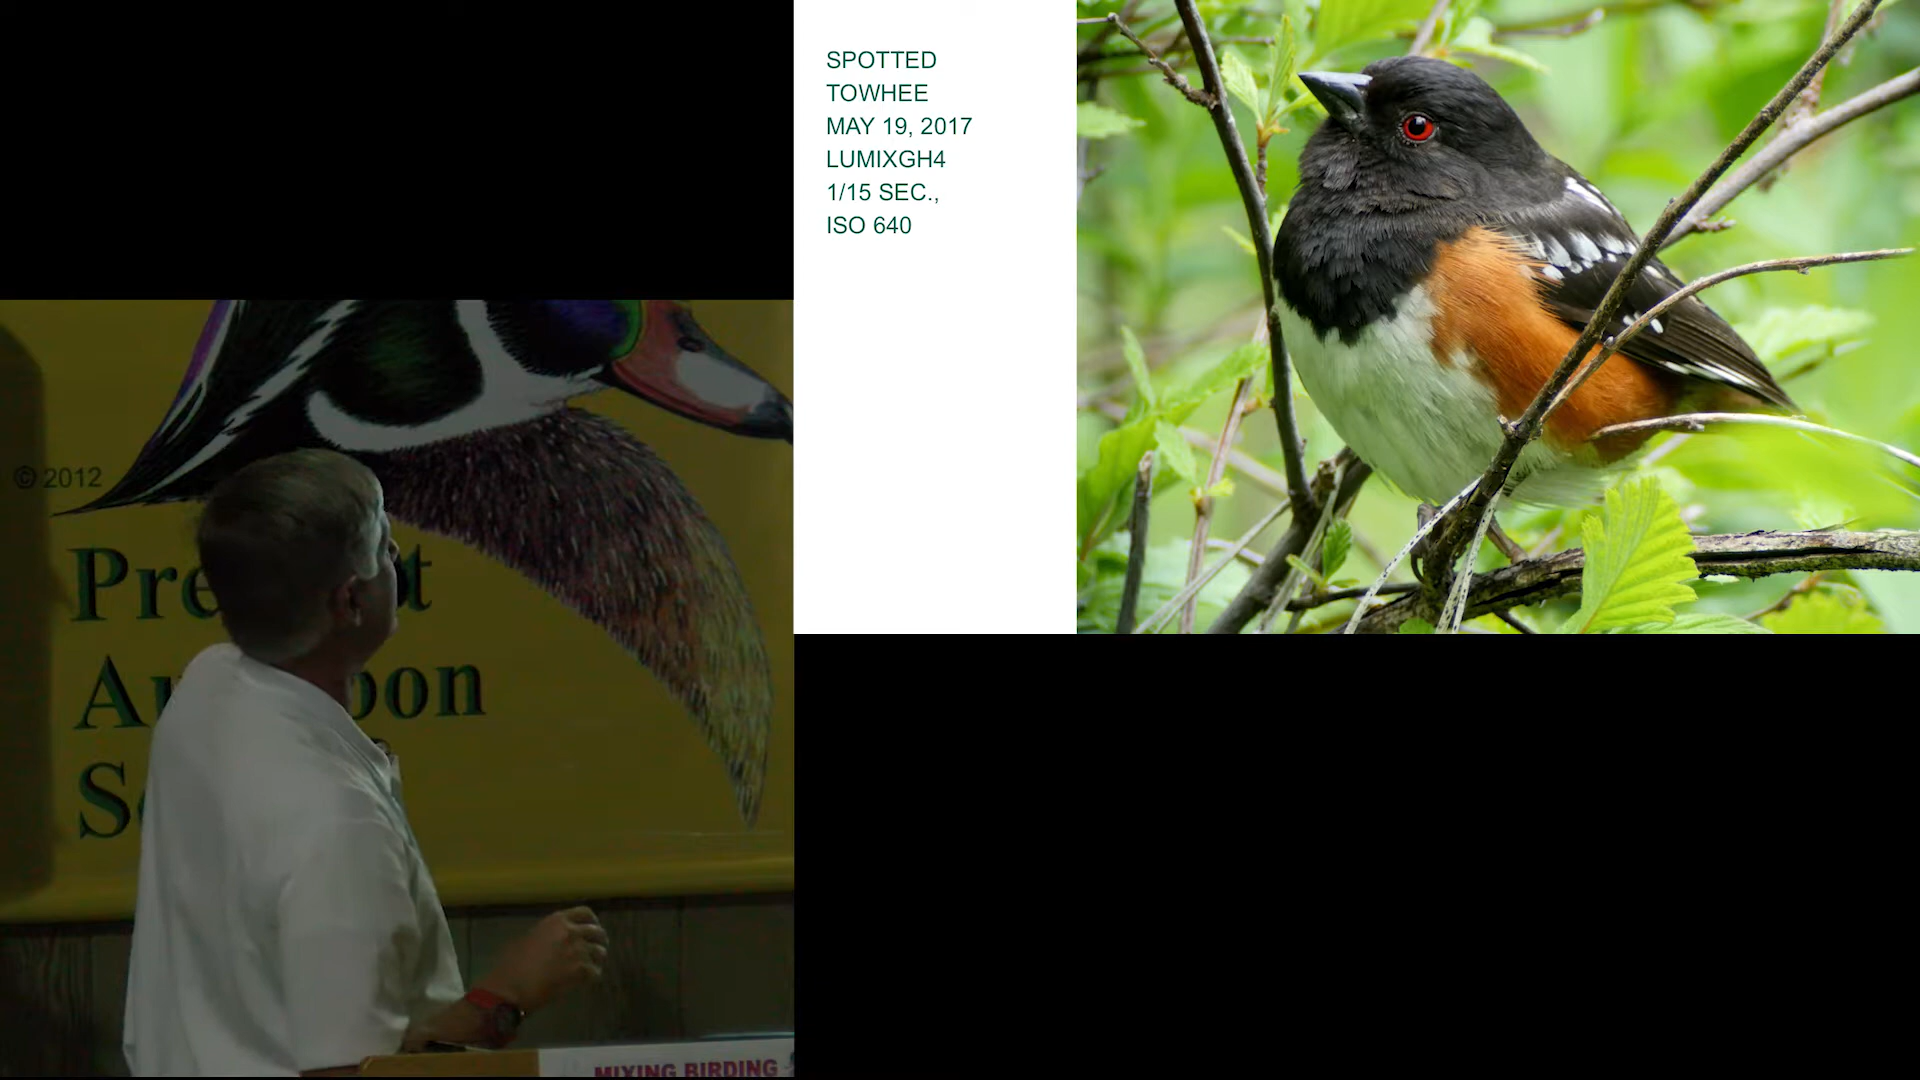 SPOTTED
TOWHEE
MAY 19, 2017
LUMIXGH4
1/15 SEC.,
ISO 640
© 2012
MIXING BIRDING